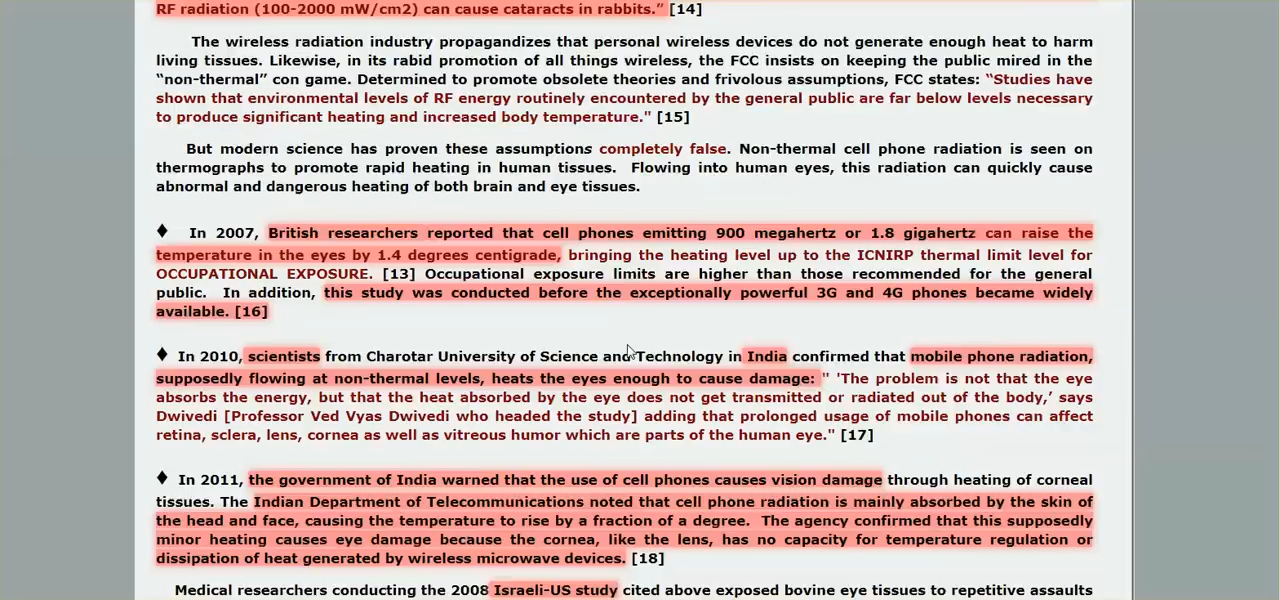 RF radiation (100-2000 mW/cm2) can cause cataracts in rabbits.” [14]
The wireless radiation industry propagandizes that personal wireless devices do not generate enough heat to harm
living tissues. Likewise, in its rabid promotion of all things wireless, the FCC insists on keeping the public mired in the
“non-thermal” con game. Determined to promote obsolete theories and frivolous assumptions, FCC states: “Studies have
shown that environmental levels of RF energy routinely encountered by the general public are far below levels necessary
to produce significant heating and increased body temperature." [15]
But modern science has proven these assumptions completely false. Non-thermal cell phone radiation is seen on
thermographs to promote rapid heating in human tissues. Flowing into human eyes, this radiation can quickly cause
abnormal and dangerous heating of both brain and eye tissues.
♦ In 2007, British researchers reported that cell phones emitting 900 megahertz or 1.8 gigahertz can raise the
temperature in the eyes by 1.4 degrees centigrade, bringing the heating level up to the ICNIRP thermal limit level for
OCCUPATIONAL EXPOSURE. [13] Occupational exposure limits are higher than those recommended for the general
public. In addition, this study was conducted before the exceptionally powerful 3G and 4G phones became widely
available. [16]
♦ In 2010, scientists from Charotar University of Science and Technology in India confirmed that mobile phone radiation,
supposedly flowing at non-thermal levels, heats the eyes enough to cause damage: " 'The problem is not that the eye
absorbs the energy, but that the heat absorbed by the eye does not get transmitted or radiated out of the body,’ says
Dwivedi [Professor Ved Vyas Dwivedi who headed the study] adding that prolonged usage of mobile phones can affect
retina, sclera, lens, cornea as well as vitreous humor which are parts of the human eye." [17]
♦ In 2011, the government of India warned that the use of cell phones causes vision damage through heating of corneal
tissues. The Indian Department of Telecommunications noted that cell phone radiation is mainly absorbed by the skin of
the head and face, causing the temperature to rise by a fraction of a degree. The agency confirmed that this supposedly
minor heating causes eye damage because the cornea, like the lens, has no capacity for temperature regulation or
dissipation of heat generated by wireless microwave devices. [18]
Medical researchers conducting the 2008 Israeli-US study cited above exposed bovine eye tissues to repetitive assaults